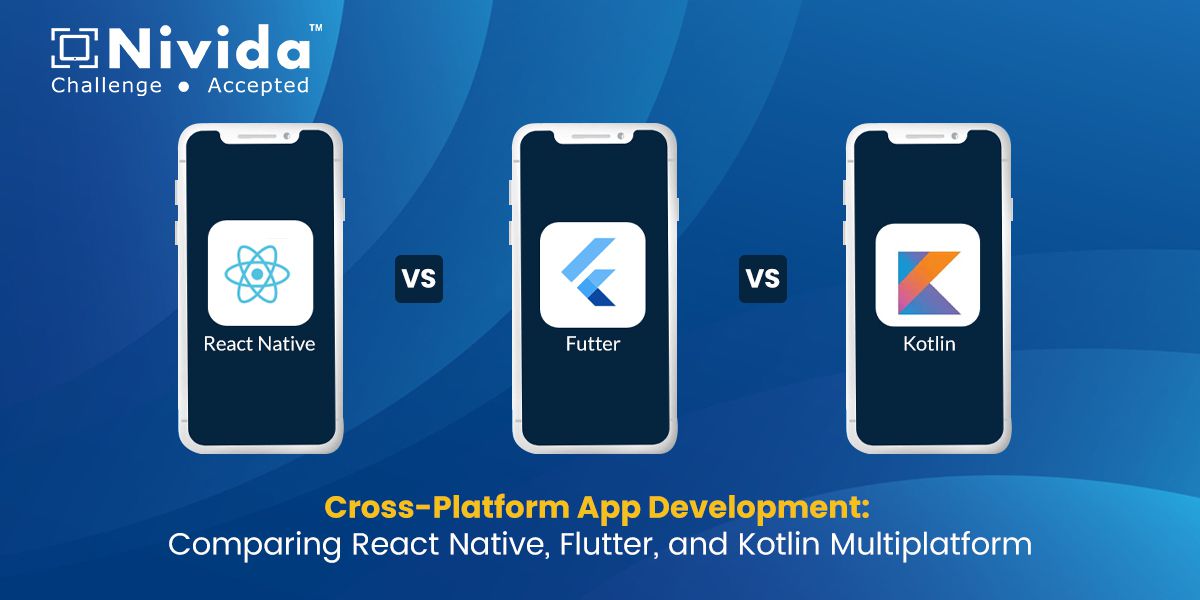 Nivida™
Challenge • Accepted
React Native
VS
Futter
VS
Kotlin
Cross-Platform App Development:
Comparing React Native, Flutter, and Kotlin Multiplatform